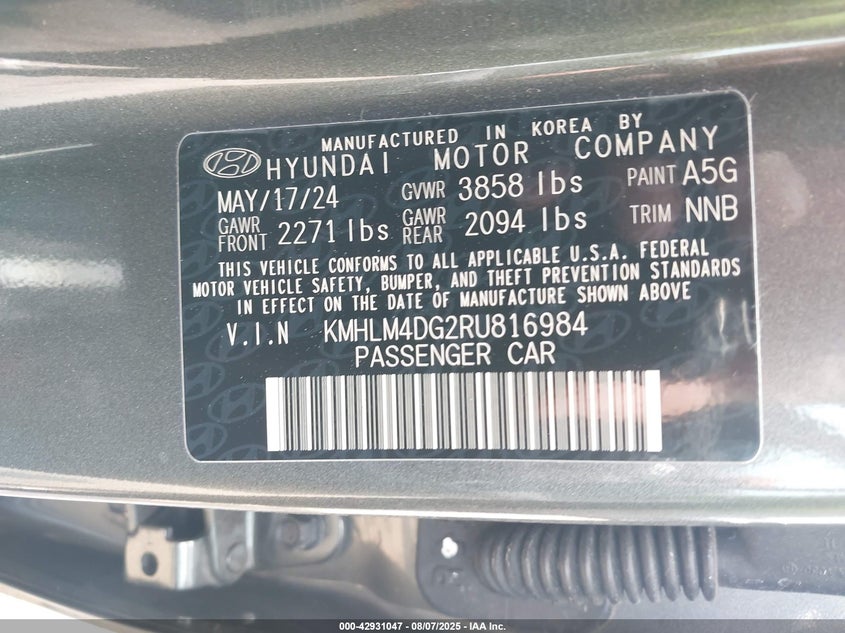 MANUFACTURED IN KOREA BY
HYUNDAI MOTOR COMPANY
MAY/17/24 GVWR 3858 lbs PAINT A5G
GAWR FRONT 2271 lbs GAWR REAR 2094 lbs TRIM NNB
THIS VEHICLE CONFORMS TO ALL APPLICABLE U.S.A. FEDERAL
MOTOR VEHICLE SAFETY, BUMPER, AND THEFT PREVENTION STANDARDS
IN EFFECT ON THE DATE OF MANUFACTURE SHOWN ABOVE
V.I.N KMHLM4DG2RU816984
PASSENGER CAR
000-42931047 - 08/07/2025 - IAA Inc.